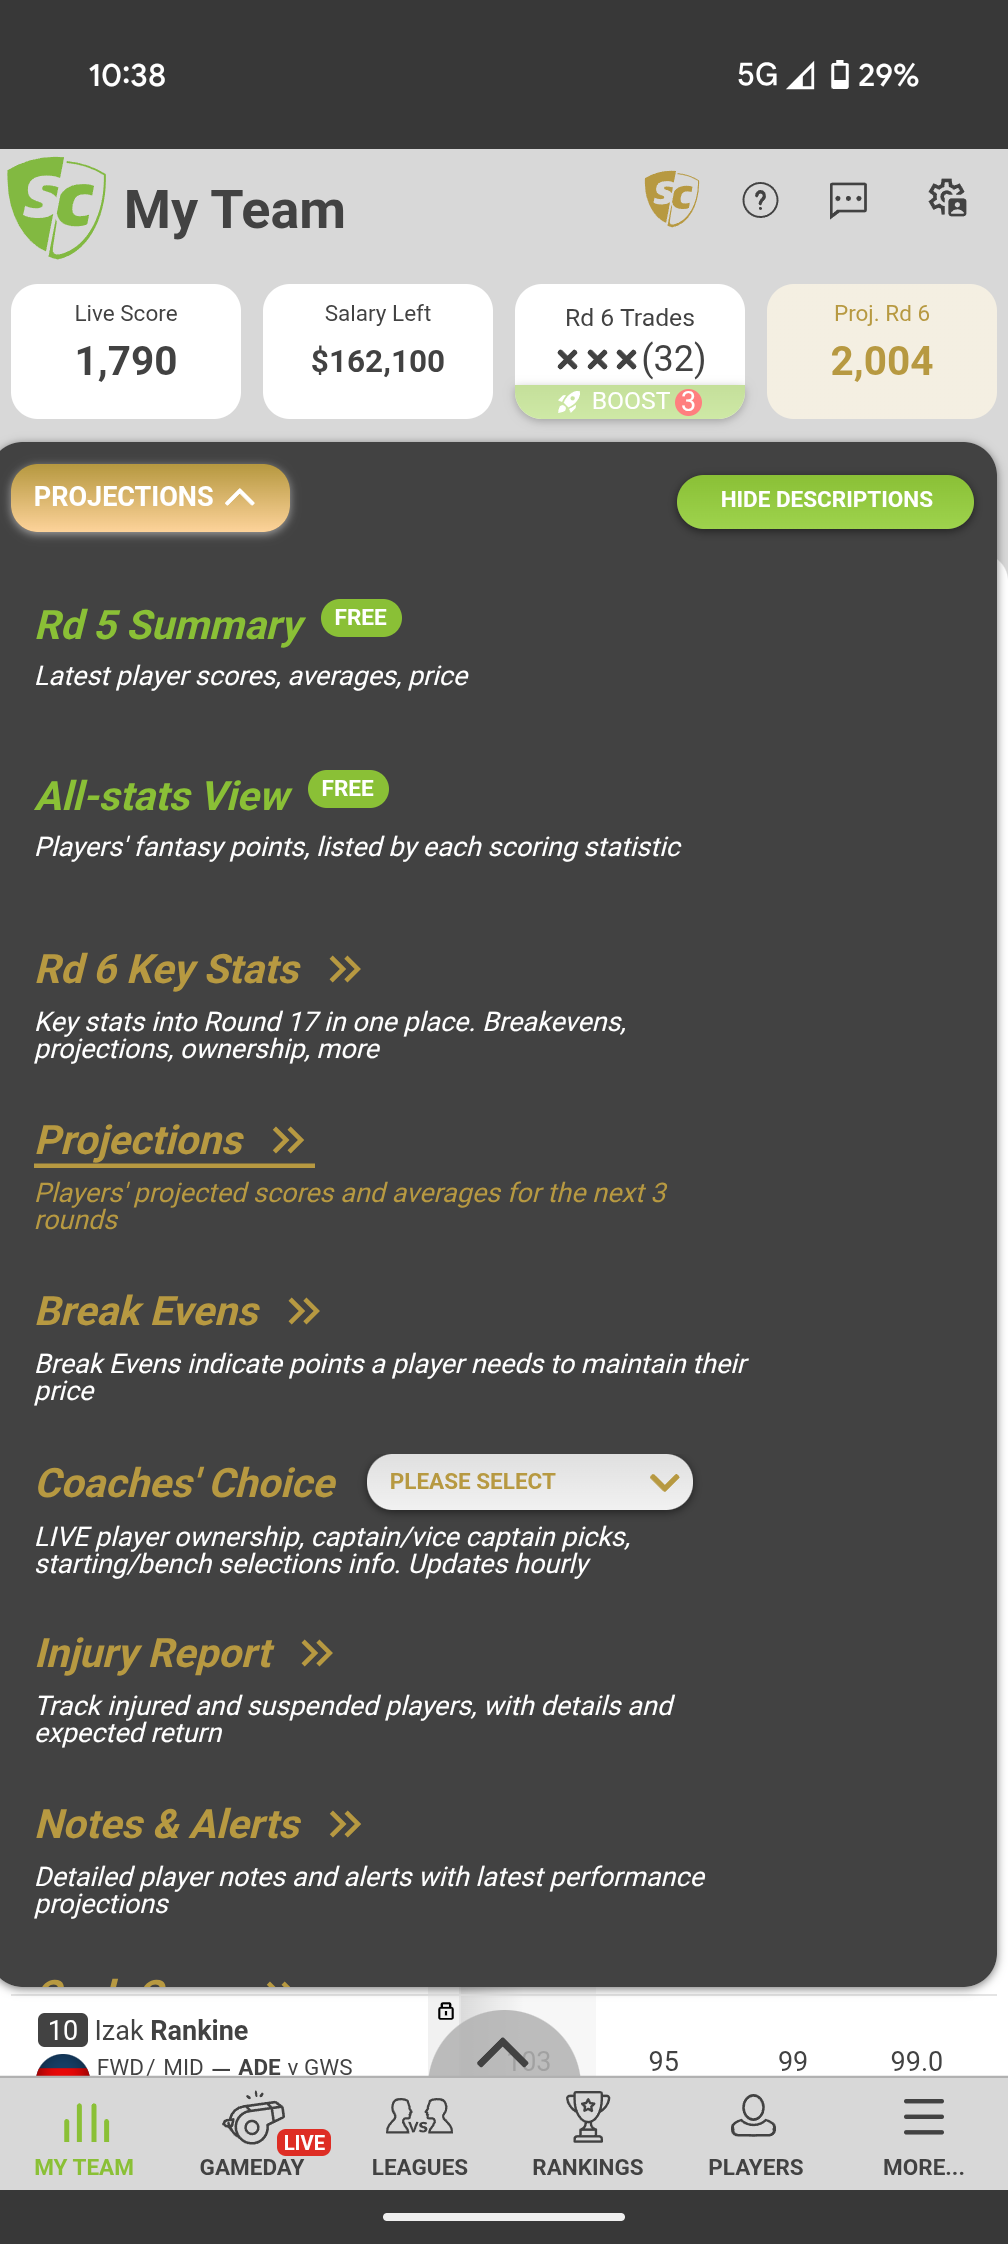 10:38
5G 29%
SC My Team SC ?
Live Score
1,790
Salary Left
$162,100
Rd 6 Trades
×××(32)
BOOST 3
Proj. Rd 6
2,004
PROJECTIONS
HIDE DESCRIPTIONS
Rd 5 Summary FREE
Latest player scores, averages, price
All-stats View FREE
Players' fantasy points, listed by each scoring statistic
Rd 6 Key Stats
Key stats into Round 17 in one place. Breakevens,
projections, ownership, more
Projections
Players' projected scores and averages for the next 3
rounds
Break Evens
Break Evens indicate points a player needs to maintain their
price
Coaches' Choice PLEASE SELECT
LIVE player ownership, captain/vice captain picks,
starting/bench selections info. Updates hourly
Injury Report
Track injured and suspended players, with details and
expected return
Notes & Alerts
Detailed player notes and alerts with latest performance
projections
10 Izak Rankine
FWD/ MID — ADE v GWS
103 95 99 99.0
VS
LIVE
MY TEAM GAMEDAY LEAGUES RANKINGS PLAYERS MORE...